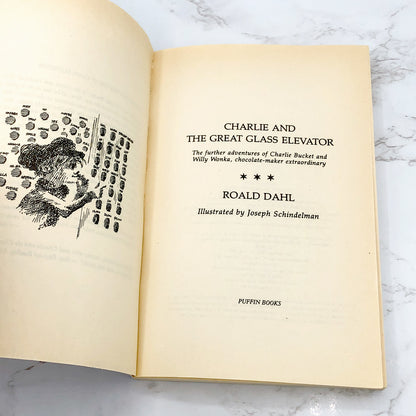 CHARLIE AND
THE GREAT GLASS ELEVATOR
The further adventures of Charlie Bucket and
Willy Wonka, chocolate-maker extraordinary
★ ★ ★
ROALD DAHL
Illustrated by Joseph Schindelman
PUFFIN BOOKS